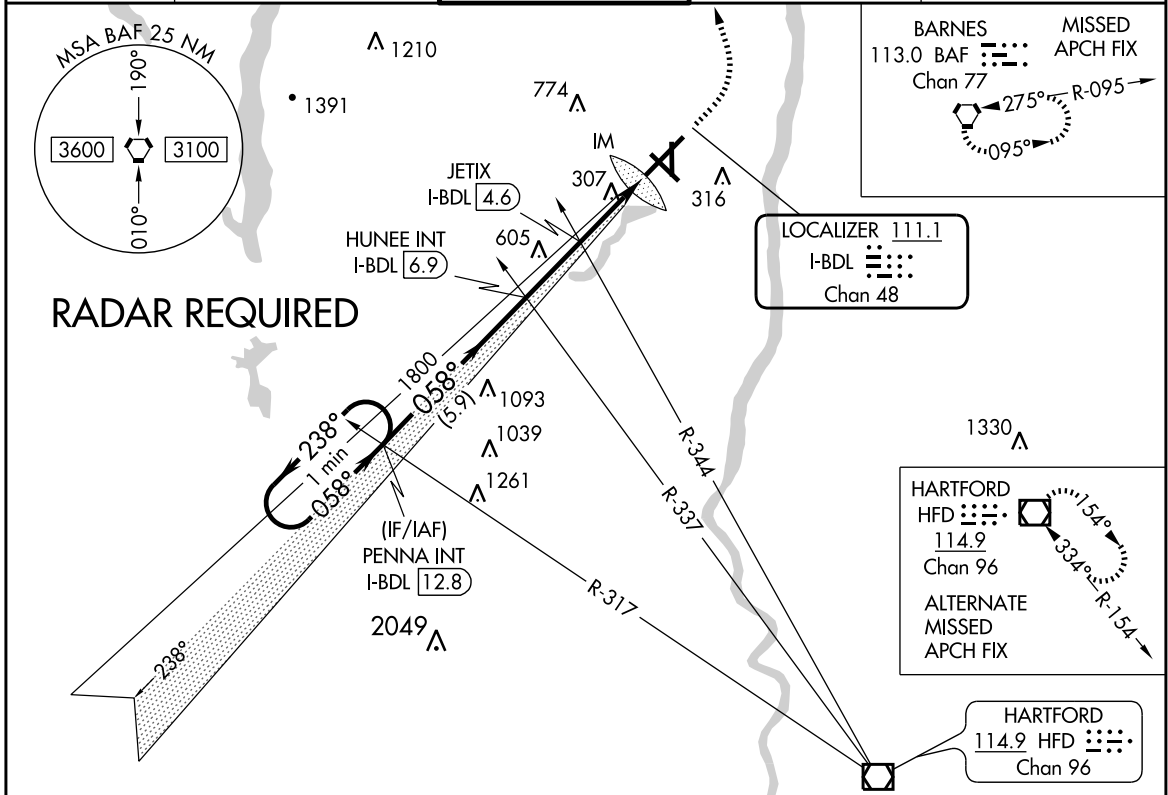 MSA BAF 25 NM
190°
3600
3100
010°
1210
1391
774
IM
JETIX
I-BDL 4.6
307
316
HUNEE INT
I-BDL 6.9
605
RADAR REQUIRED
BARNES
113.0 BAF
Chan 77
MISSED
APCH FIX
275°
R-095
095°
LOCALIZER 111.1
I-BDL
Chan 48
1800
058°
(5.9)
1093
238°
1 min
058°
1039
1261
(IF/IAF)
PENNA INT
I-BDL 12.8
2049
238°
R-344
R-337
R-317
1330
HARTFORD
HFD
114.9
Chan 96
154°
334°
R-154
ALTERNATE
MISSED
APCH FIX
HARTFORD
114.9 HFD
Chan 96